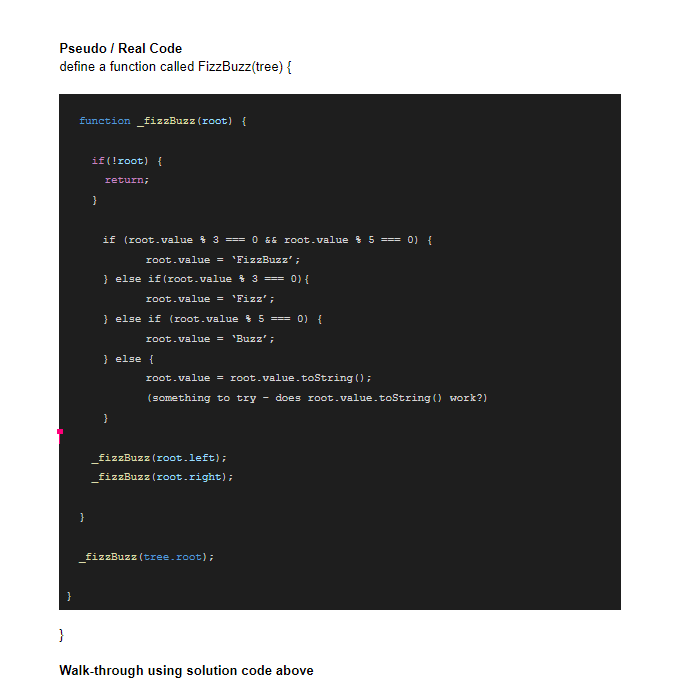 Pseudo / Real Code
define a function called FizzBuzz(tree) {
function _fizzBuzz(root) {
if(!root) {
return;
}
if (root.value % 3 === 0 && root.value % 5 === 0) {
root.value = ‘FizzBuzz’;
} else if(root.value % 3 === 0){
root.value = ‘Fizz’;
} else if (root.value % 5 === 0) {
root.value = ‘Buzz’;
} else {
root.value = root.value.toString();
(something to try – does root.value.toString() work?)
}
_fizzBuzz(root.left);
_fizzBuzz(root.right);
}
_fizzBuzz(tree.root);
}
}
Walk-through using solution code above